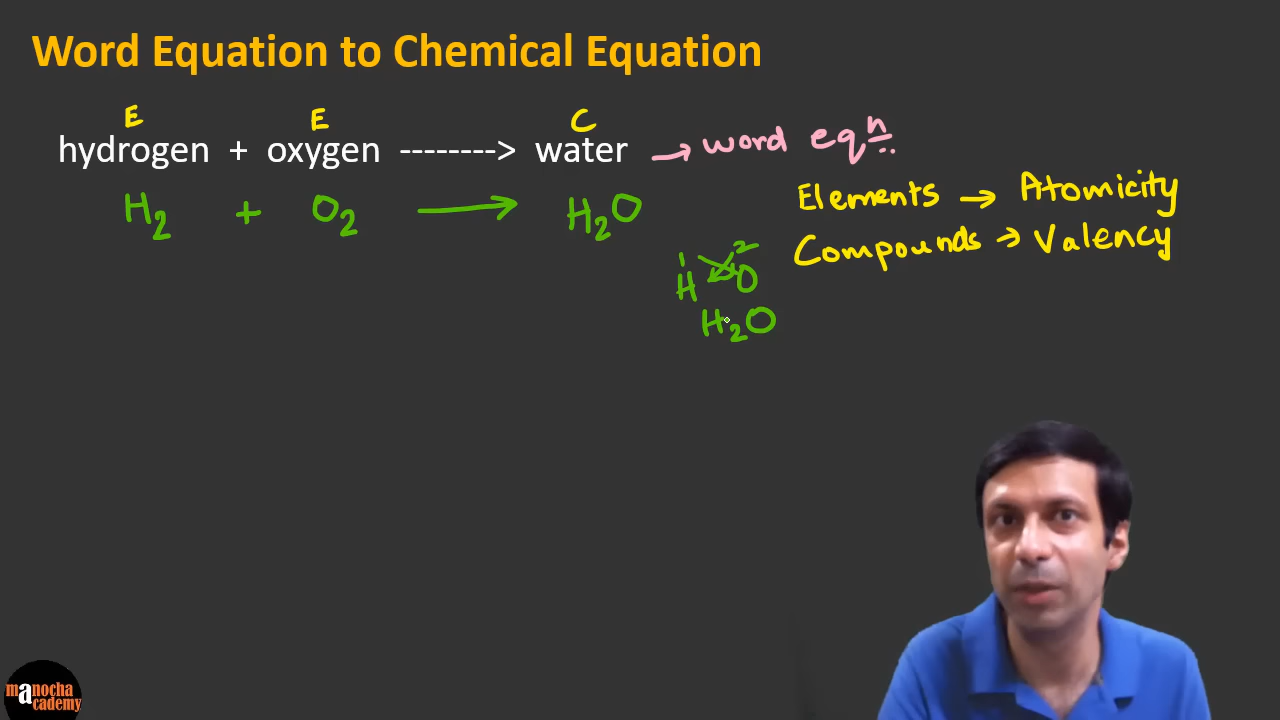 Word Equation to Chemical Equation
E E C
hydrogen + oxygen --------> water → word eqn
H2 + O2 → H2O
Elements → Atomicity
Compounds → Valency
1 2
H O
H2O
manocha
academy